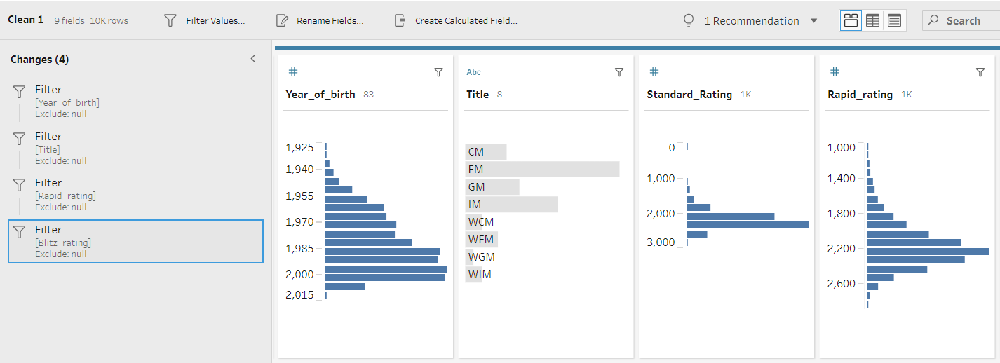 Clean 1 9 fields 10K rows Filter Values... Rename Fields... Create Calculated Field... 1 Recommendation Search
Changes (4)
Filter
[Year_of_birth]
Exclude: null
Filter
[Title]
Exclude: null
Filter
[Rapid_rating]
Exclude: null
Filter
[Blitz_rating]
Exclude: null
#
Year_of_birth 83
1,925
1,940
1,955
1,970
1,985
2,000
2,015
Abc
Title 8
CM
FM
GM
IM
WCM
WFM
WGM
WIM
#
Standard_Rating 1K
0
1,000
2,000
3,000
#
Rapid_rating 1K
1,000
1,400
1,800
2,200
2,600